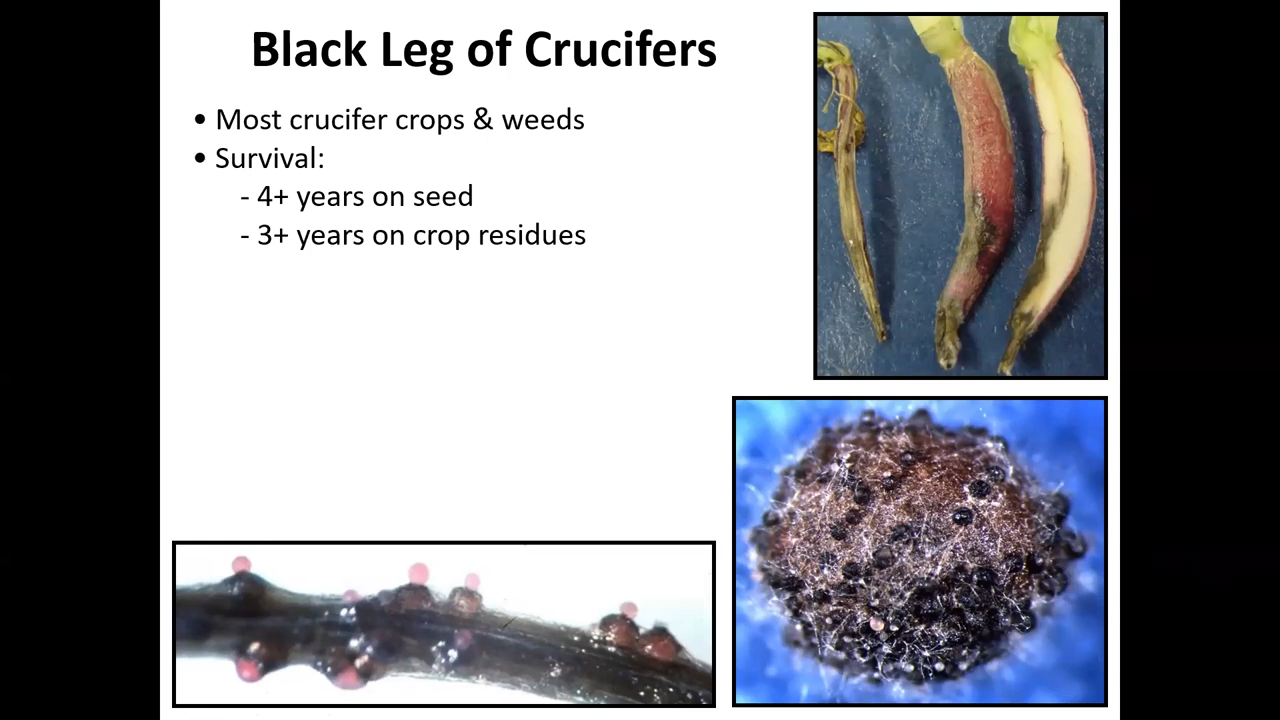 Black Leg of Crucifers
• Most crucifer crops & weeds
• Survival:
- 4+ years on seed
- 3+ years on crop residues